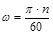 ω = π · n / 60